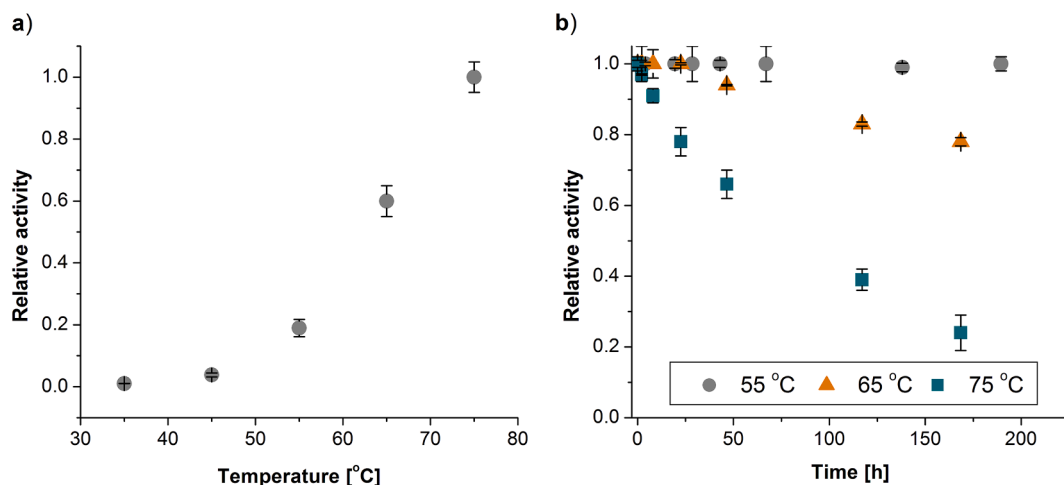 a)
Relative activity
1.0
0.8
0.6
0.4
0.2
0.0
30 40 50 60 70 80
Temperature [°C]
b)
Relative activity
1.0
0.8
0.6
0.4
0.2
0.0
55 °C 65 °C 75 °C
0 50 100 150 200
Time [h]